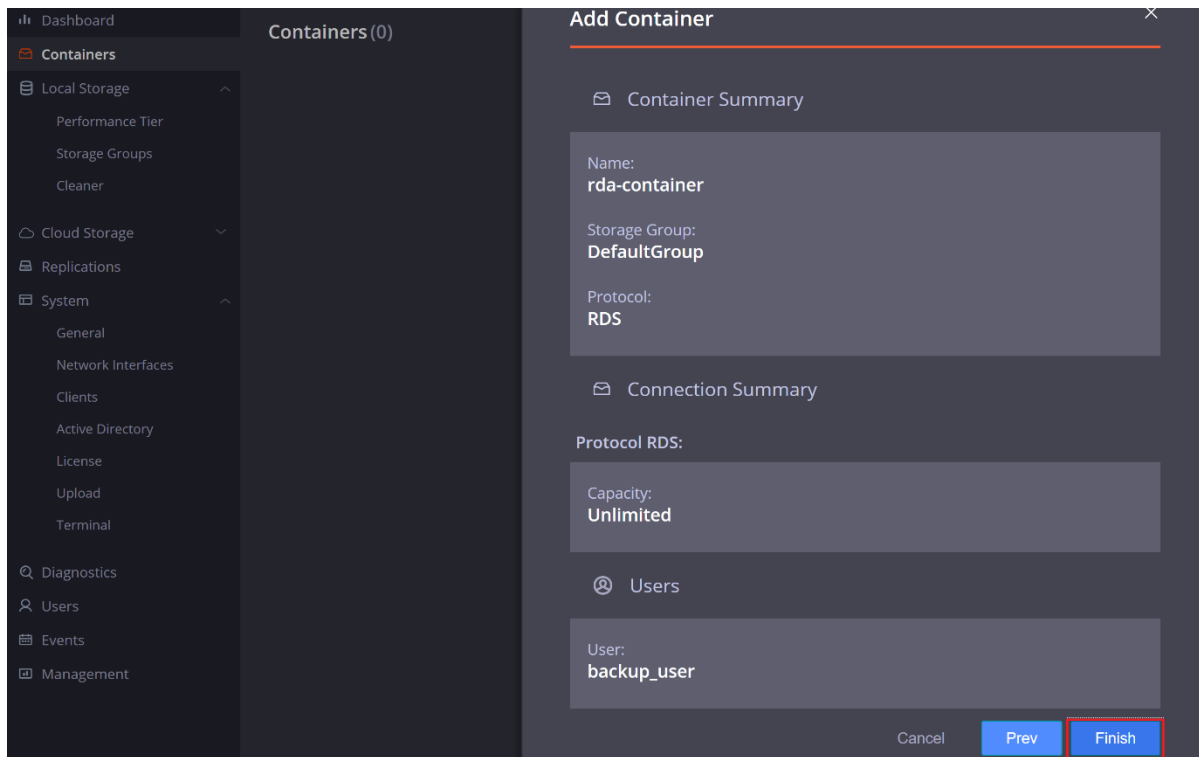 Dashboard
Containers
Local Storage
Performance Tier
Storage Groups
Cleaner
Cloud Storage
Replications
System
General
Network Interfaces
Clients
Active Directory
License
Upload
Terminal
Diagnostics
Users
Events
Management
Containers (0)
Add Container
Container Summary
Name:
rda-container
Storage Group:
DefaultGroup
Protocol:
RDS
Connection Summary
Protocol RDS:
Capacity:
Unlimited
Users
User:
backup_user
Cancel
Prev
Finish